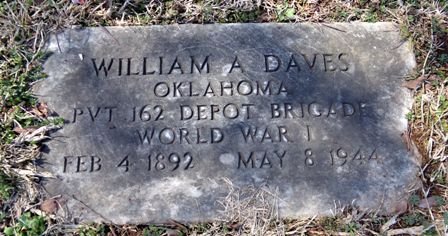 WILLIAM A DAVES
OKLAHOMA
PVT 162 DEPOT BRIGADE
WORLD WAR I
FEB 4 1892 MAY 8 1944